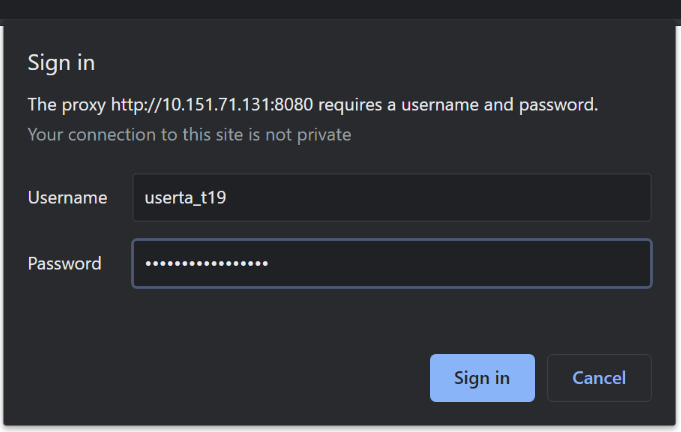 Sign in
The proxy http://10.151.71.131:8080 requires a username and password.
Your connection to this site is not private
Username userta_t19
Password •••••••••••••••••
Sign in Cancel